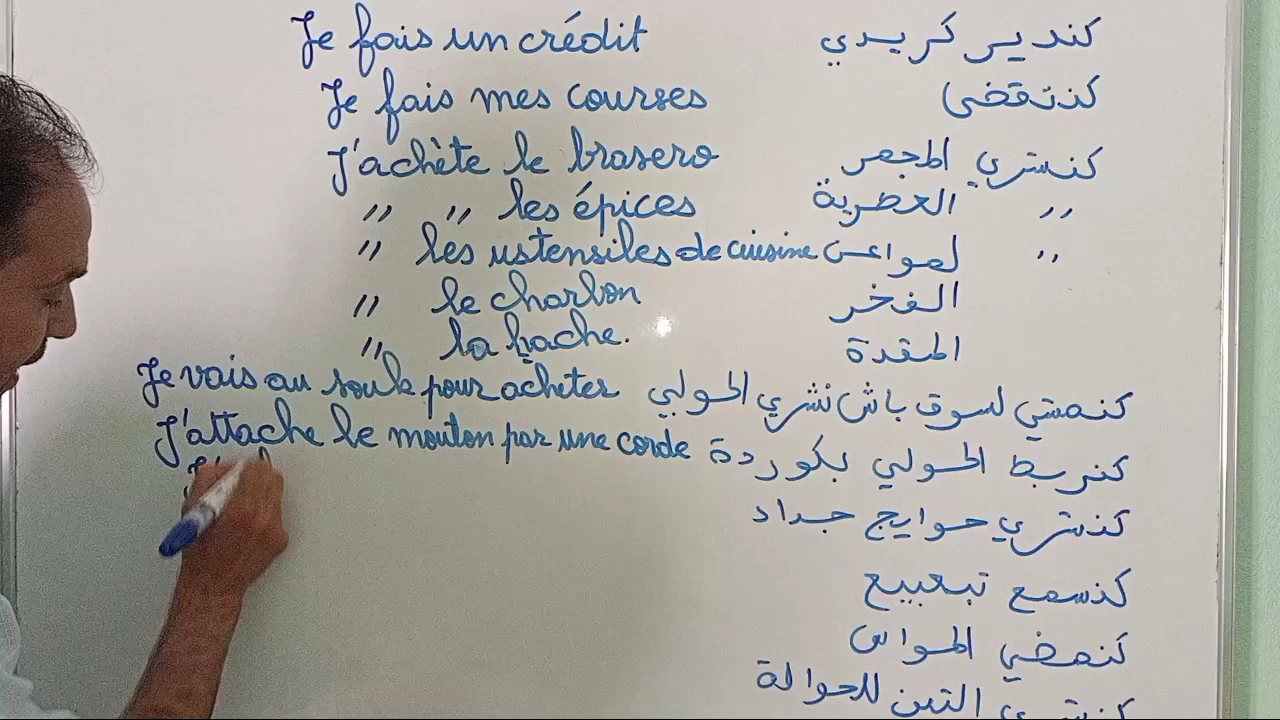 Je fais un crédit كندير كريدي
Je fais mes courses كنتقضى
J'achète le brasero كنشري المجمر
" " les épices العطرية "
" les ustensiles de cuisine لمواعن "
" le charbon الفخر
" la hache. المقدة
Je vais au souk pour acheter كنمشي لسوق باش نشري الحولي
J'attache le mouton par une corde كنربط الحولي بكوردة
كنشري حوايج جداد
كنسمع تبعبيع
كنمضي المواس
كنشري التبن للحوالة